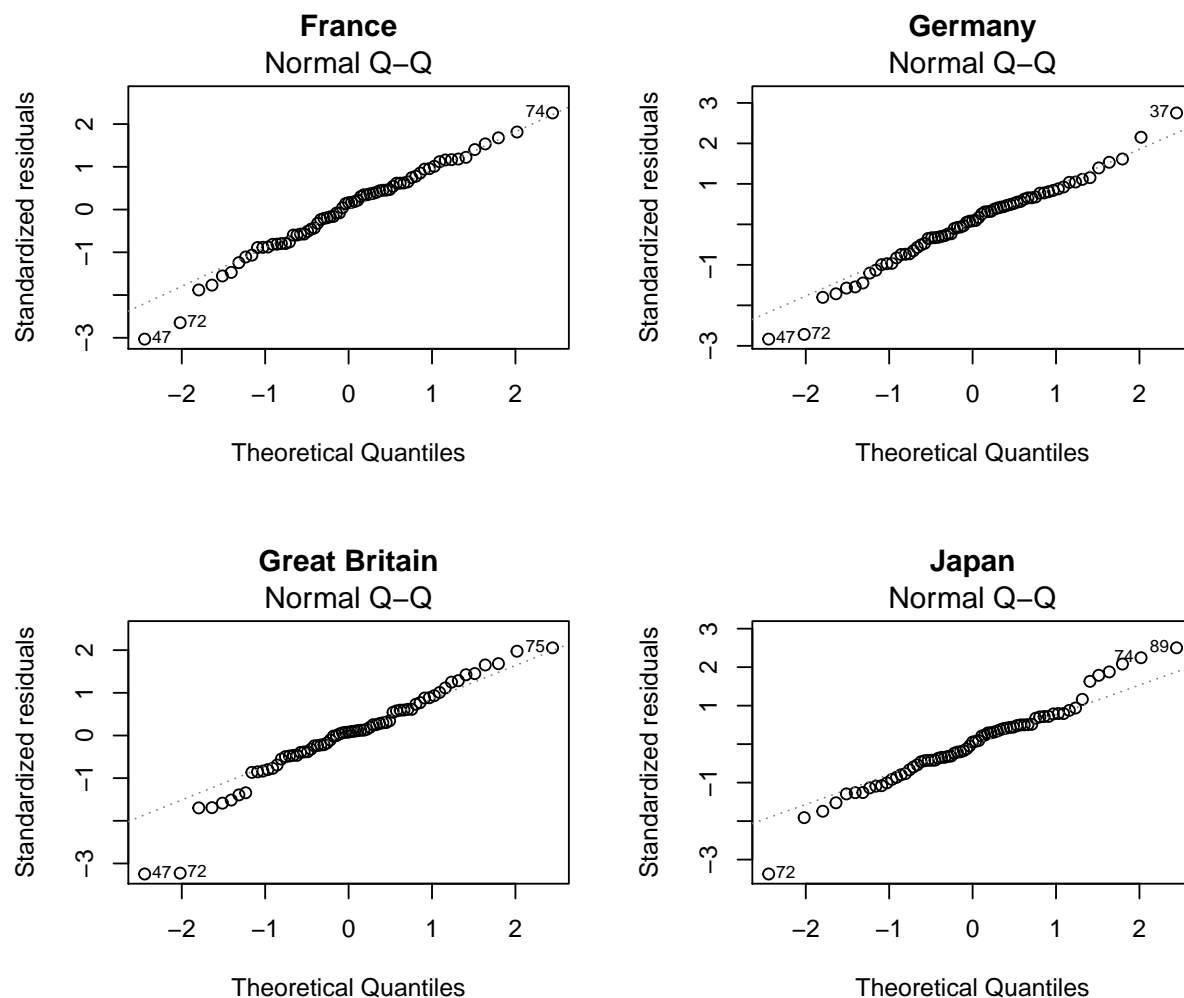 France
Normal Q−Q
Standardized residuals
2
1
0
−1
−3
74
72
47
−2 −1 0 1 2
Theoretical Quantiles
Germany
Normal Q−Q
Standardized residuals
3
2
1
−1
−3
37
47
72
−2 −1 0 1 2
Theoretical Quantiles
Great Britain
Normal Q−Q
Standardized residuals
2
1
0
−1
−3
75
47
72
−2 −1 0 1 2
Theoretical Quantiles
Japan
Normal Q−Q
Standardized residuals
3
2
1
−1
−3
89
74
72
−2 −1 0 1 2
Theoretical Quantiles